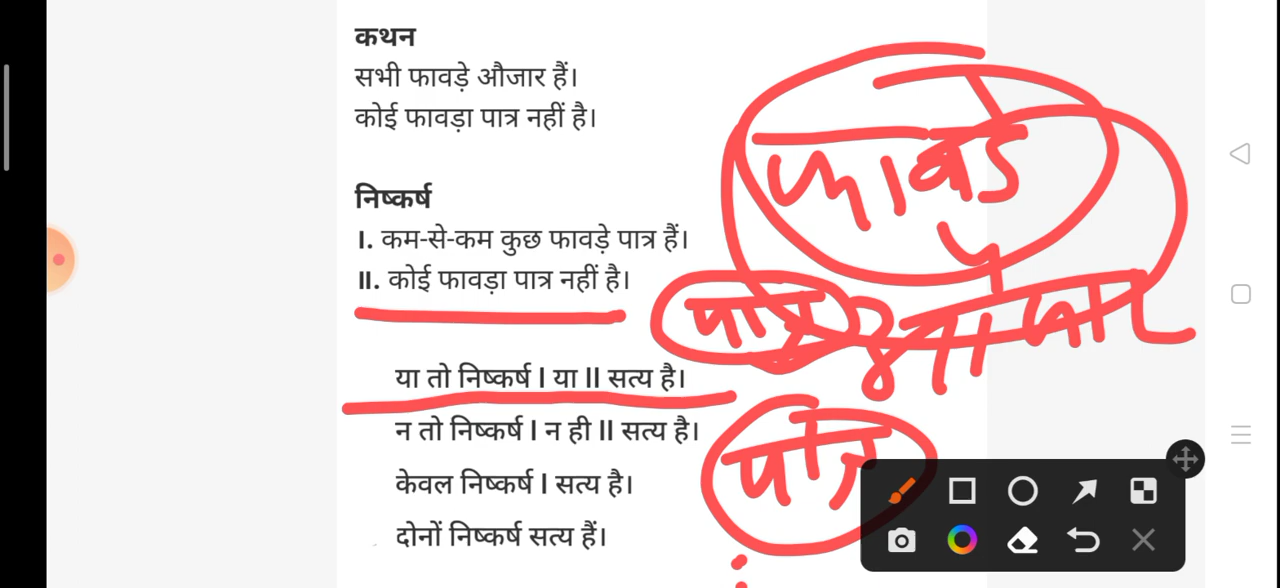 कथन
सभी फावड़े औजार हैं।
कोई फावड़ा पात्र नहीं है।
निष्कर्ष
I. कम-से-कम कुछ फावड़े पात्र हैं।
II. कोई फावड़ा पात्र नहीं है।
या तो निष्कर्ष I या II सत्य है।
न तो निष्कर्ष I न ही II सत्य है।
केवल निष्कर्ष I सत्य है।
दोनों निष्कर्ष सत्य हैं।
फावड
पात्र
पात्र